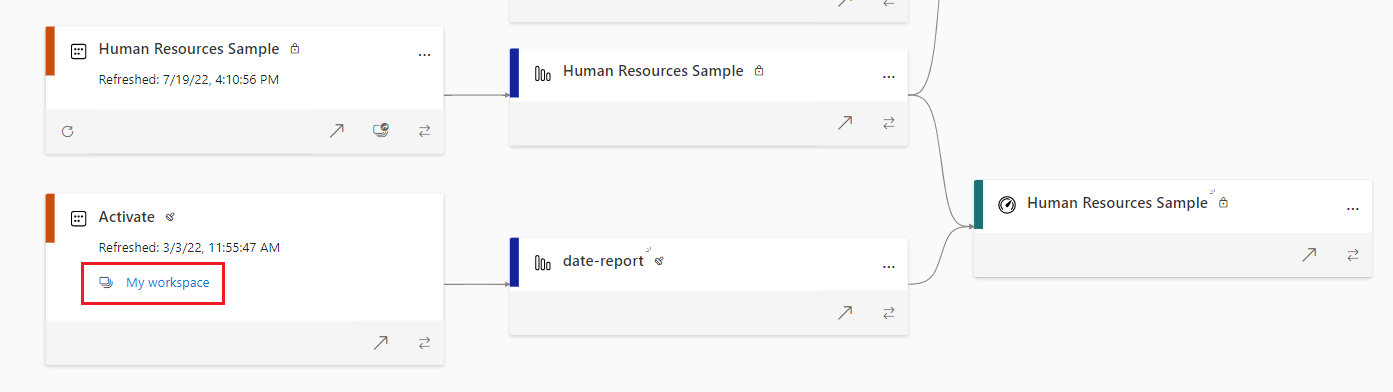 Human Resources Sample
Refreshed: 7/19/22, 4:10:56 PM
Human Resources Sample
Activate
Refreshed: 3/3/22, 11:55:47 AM
My workspace
date-report
Human Resources Sample